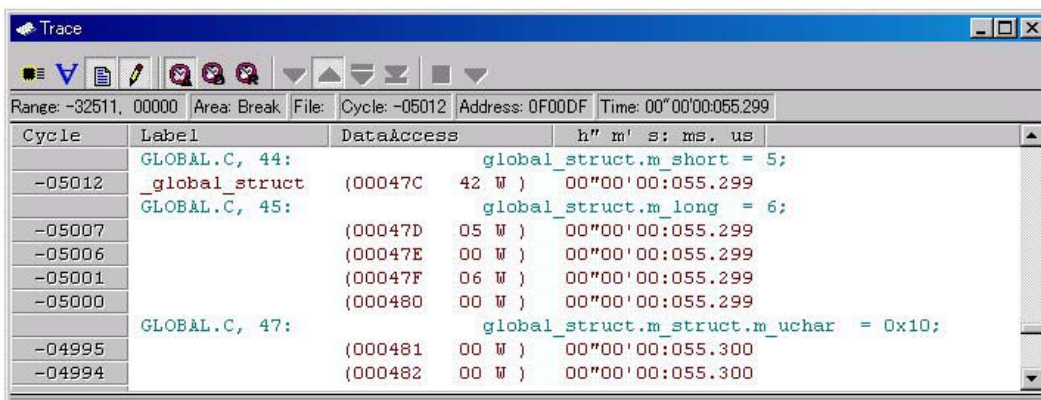 Trace
Range: -32511, 00000 Area: Break File: Cycle: -05012 Address: 0F00DF Time: 00"00'00:055.299
Cycle Label DataAccess h" m' s: ms. us
GLOBAL.C, 44: global_struct.m_short = 5;
-05012 _global_struct (00047C 42 W ) 00"00'00:055.299
GLOBAL.C, 45: global_struct.m_long = 6;
-05007 (00047D 05 W ) 00"00'00:055.299
-05006 (00047E 00 W ) 00"00'00:055.299
-05001 (00047F 06 W ) 00"00'00:055.299
-05000 (000480 00 W ) 00"00'00:055.299
GLOBAL.C, 47: global_struct.m_struct.m_uchar = 0x10;
-04995 (000481 00 W ) 00"00'00:055.300
-04994 (000482 00 W ) 00"00'00:055.300